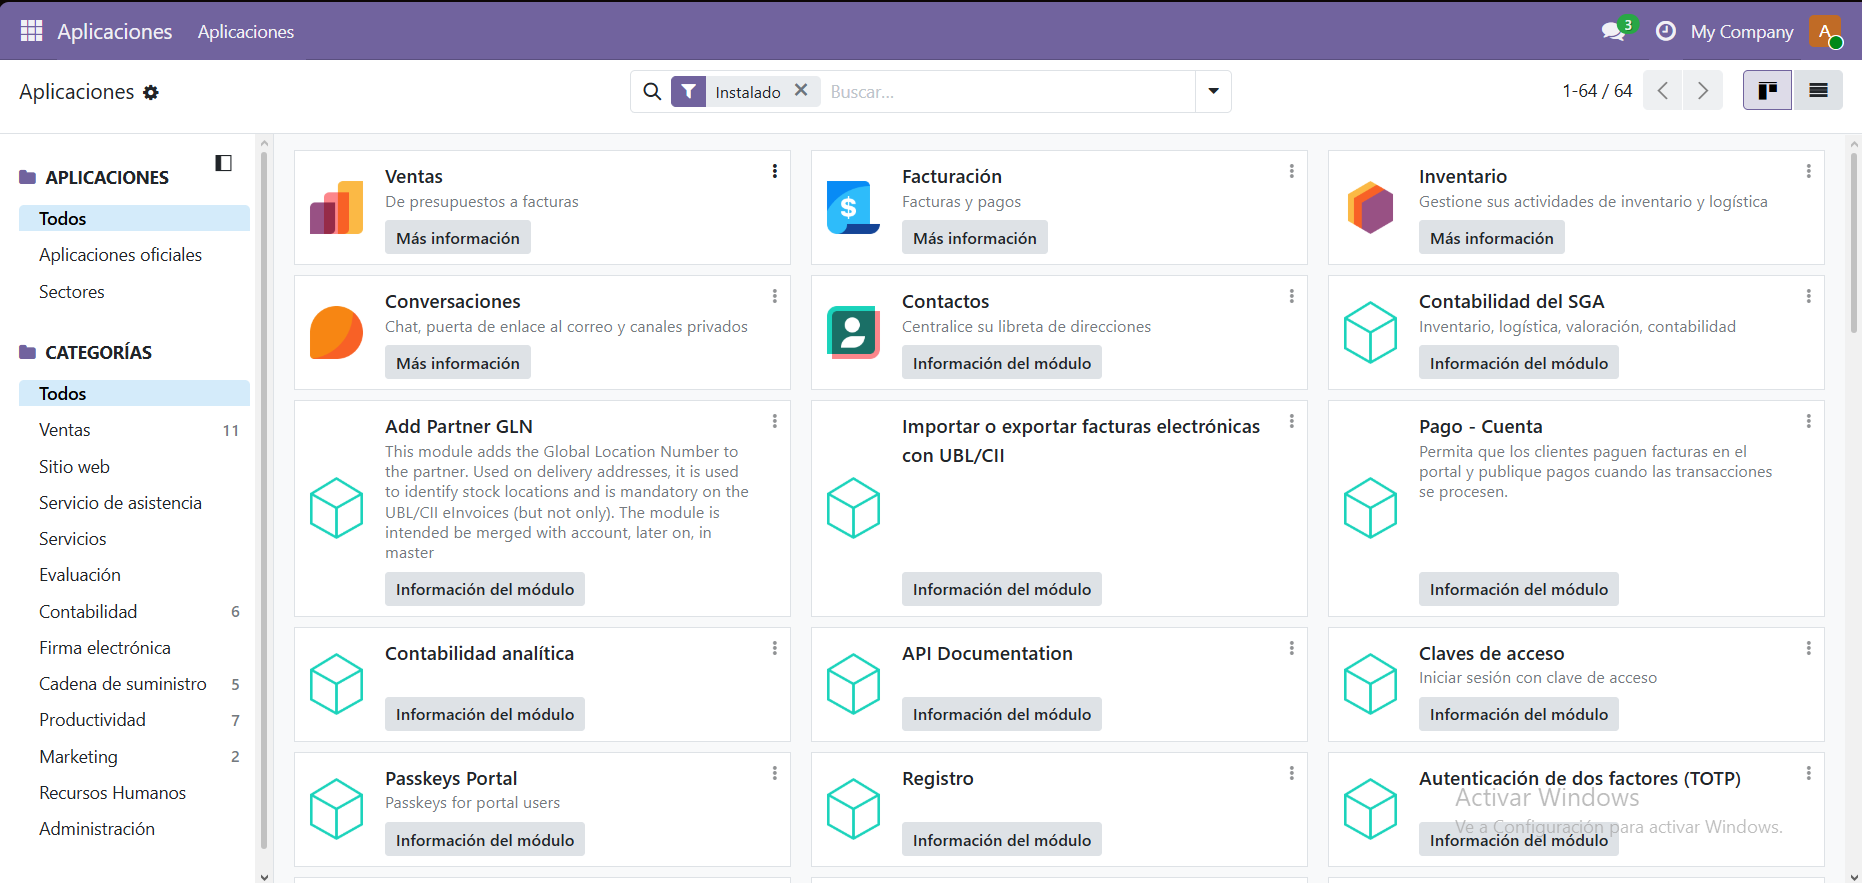 Aplicaciones
Aplicaciones
3
My Company
A
Aplicaciones
Instalado
Buscar...
1-64 / 64
APLICACIONES
Todos
Aplicaciones oficiales
Sectores
CATEGORÍAS
Todos
Ventas 11
Sitio web
Servicio de asistencia
Servicios
Evaluación
Contabilidad 6
Firma electrónica
Cadena de suministro 5
Productividad 7
Marketing 2
Recursos Humanos
Administración
Ventas
De presupuestos a facturas
Más información
Facturación
Facturas y pagos
$
Más información
Inventario
Gestione sus actividades de inventario y logística
Más información
Conversaciones
Chat, puerta de enlace al correo y canales privados
Más información
Contactos
Centralice su libreta de direcciones
Información del módulo
Contabilidad del SGA
Inventario, logística, valoración, contabilidad
Información del módulo
Add Partner GLN
This module adds the Global Location Number to
the partner. Used on delivery addresses, it is used
to identify stock locations and is mandatory on the
UBL/CII eInvoices (but not only). The module is
intended be merged with account, later on, in
master
Información del módulo
Importar o exportar facturas electrónicas
con UBL/CII
Información del módulo
Pago - Cuenta
Permita que los clientes paguen facturas en el
portal y publique pagos cuando las transacciones
se procesen.
Información del módulo
Contabilidad analítica
Información del módulo
API Documentation
Información del módulo
Claves de acceso
Iniciar sesión con clave de acceso
Información del módulo
Passkeys Portal
Passkeys for portal users
Información del módulo
Registro
Información del módulo
Autenticación de dos factores (TOTP)
Información del módulo
Activar Windows
Ve a Configuración para activar Windows.